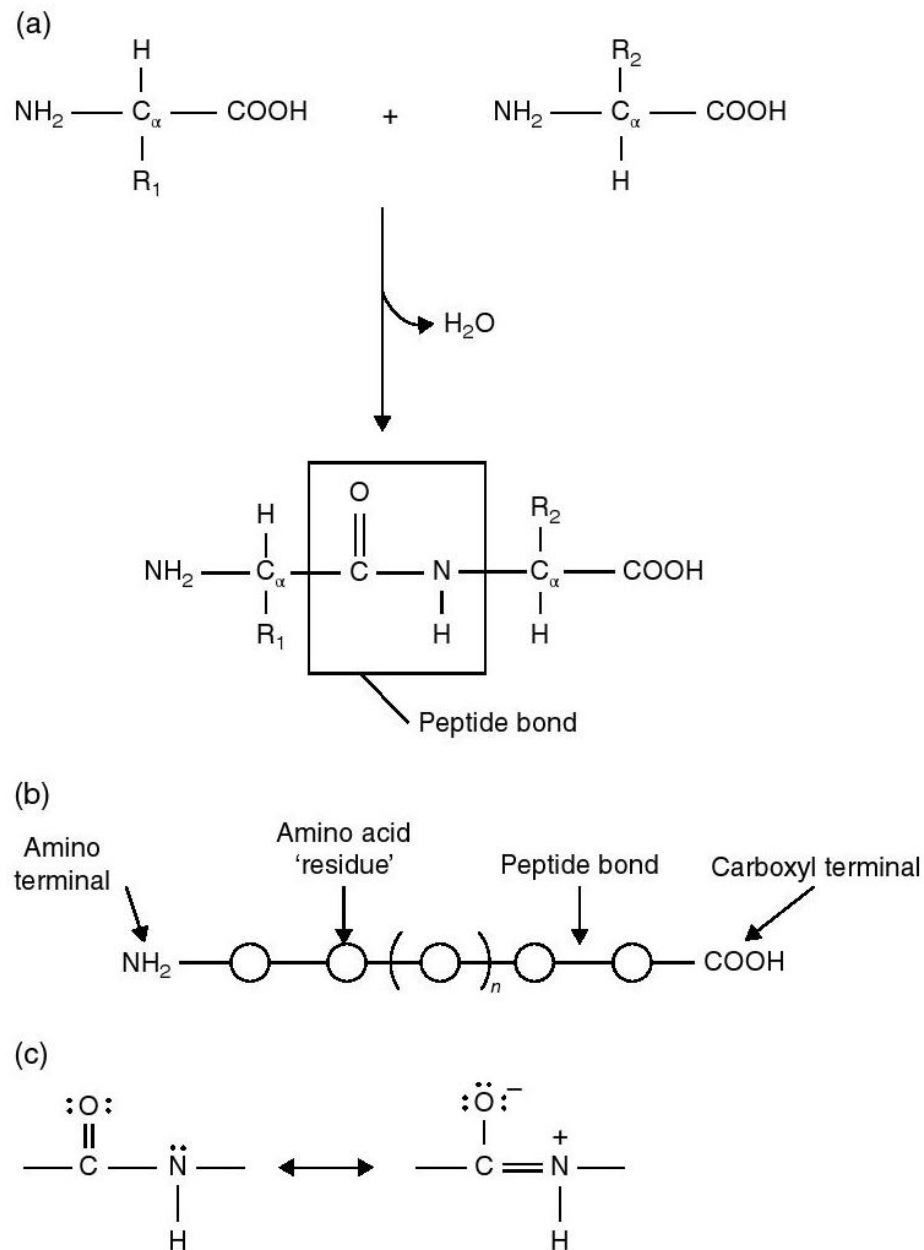 (a)
H R₂
NH₂ — Cα — COOH + NH₂ — Cα — COOH
R₁ H
H₂O
O
H R₂
NH₂ — Cα — C — N — Cα — COOH
R₁ H H
Peptide bond
(b)
Amino acid
Amino 'residue' Peptide bond Carboxyl terminal
terminal
NH₂ ( )n COOH
(c)
:O: :Ö:⁻
+
C N̈ C N
H H